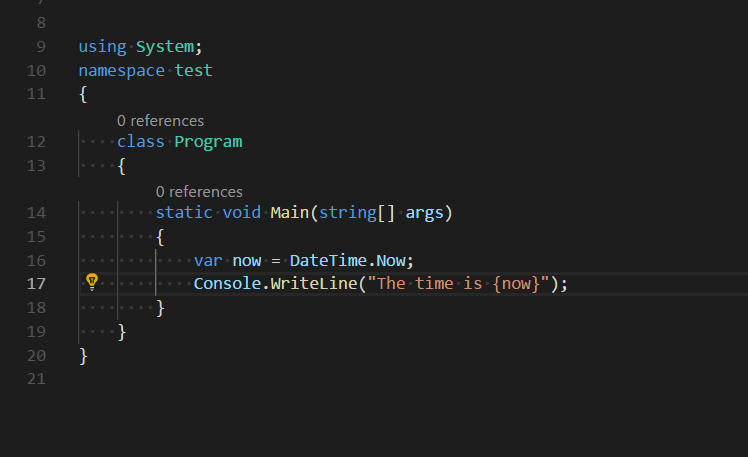 8
9 using System;
10 namespace test
11 {
0 references
12 class Program
13 {
0 references
14 static void Main(string[] args)
15 {
16 var now = DateTime.Now;
17 Console.WriteLine("The time is {now}");
18 }
19 }
20 }
21